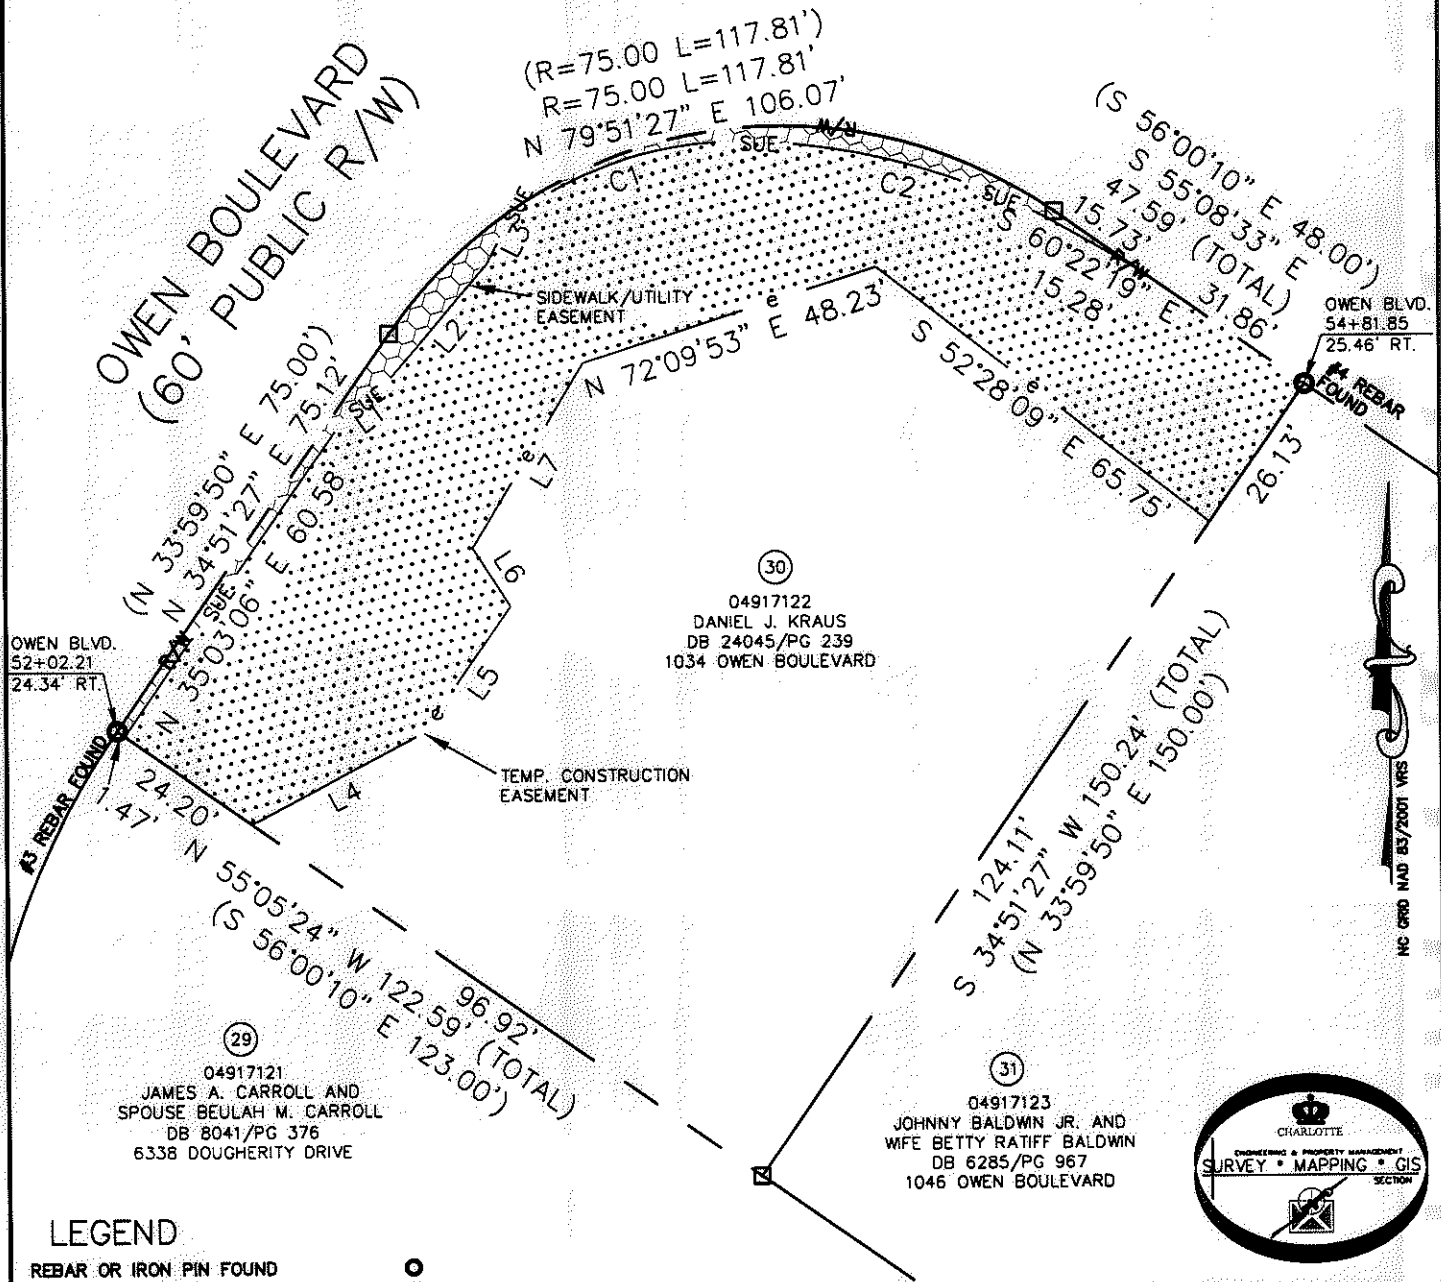 OWEN BOULEVARD
(60' PUBLIC R/W)
(R=75.00 L=117.81')
R=75.00 L=117.81'
N 79°51'27" E 106.07'
(S 56°00'10" E 48.00')
S 55°08'33" E
47.59' (TOTAL)
15.73'
31.86'
S 60°22'19" E
15.28'
R/W
R/W
SUE
SUE
SUE
C1
C2
L3
L2
SUE
L1
SIDEWALK/UTILITY
EASEMENT
OWEN BLVD.
54+81.85
25.46' RT.
#4 REBAR
FOUND
e
N 72°09'53" E 48.23'
e
S 52°28'09" E 65.75'
26.13'
(N 33°59'50" E 75.00')
N 34°51'27" E 75.12'
SUE
N 35°03'06" E 60.58'
R/W
e
L7
L6
L5
e
L4
OWEN BLVD.
52+02.21
24.34' RT.
#3 REBAR FOUND
30
04917122
DANIEL J. KRAUS
DB 24045/PG 239
1034 OWEN BOULEVARD
TEMP. CONSTRUCTION
EASEMENT
24.20'
1.47'
N 55°05'24" W 122.59' (TOTAL)
(S 56°00'10" E 123.00')
96.92'
124.11'
S 34°51'27" W 150.24' (TOTAL)
(N 33°59'50" E 150.00')
NC GRID NAD 83/2001 VRS
29
04917121
JAMES A. CARROLL AND
SPOUSE BEULAH M. CARROLL
DB 8041/PG 376
6338 DOUGHERITY DRIVE
31
04917123
JOHNNY BALDWIN JR. AND
WIFE BETTY RATIFF BALDWIN
DB 6285/PG 967
1046 OWEN BOULEVARD
CHARLOTTE
ENGINEERING & PROPERTY MANAGEMENT
SURVEY * MAPPING * GIS
SECTION
LEGEND
REBAR OR IRON PIN FOUND